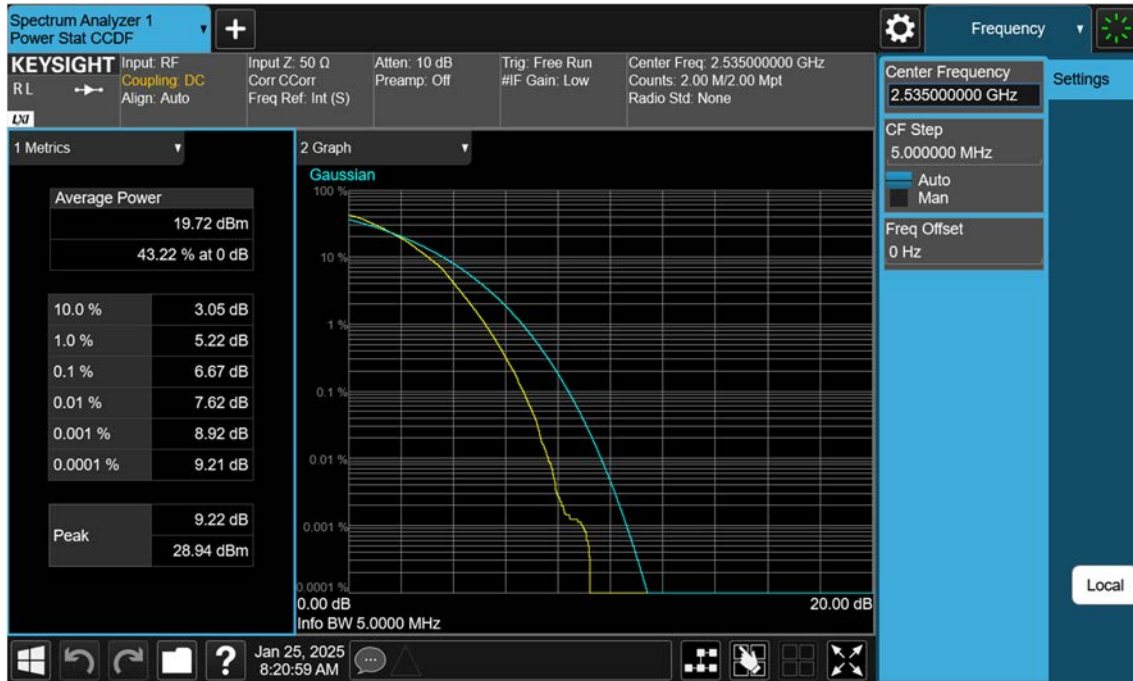 Spectrum Analyzer 1
Power Stat CCDF
+
Frequency
KEYSIGHT
RL
LXI
Input: RF
Coupling: DC
Align: Auto
Input Z: 50 Ω
Corr CCorr
Freq Ref: Int (S)
Atten: 10 dB
Preamp: Off
Trig: Free Run
#IF Gain: Low
Center Freq: 2.535000000 GHz
Counts: 2.00 M/2.00 Mpt
Radio Std: None
Center Frequency
2.535000000 GHz
Settings
CF Step
5.000000 MHz
Auto
Man
Freq Offset
0 Hz
Local
1 Metrics
Average Power
19.72 dBm
43.22 % at 0 dB
10.0 % 3.05 dB
1.0 % 5.22 dB
0.1 % 6.67 dB
0.01 % 7.62 dB
0.001 % 8.92 dB
0.0001 % 9.21 dB
Peak
9.22 dB
28.94 dBm
2 Graph
Gaussian
100 %
10 %
1 %
0.1 %
0.01 %
0.001 %
0.0001 %
0.00 dB 20.00 dB
Info BW 5.0000 MHz
?
Jan 25, 2025
8:20:59 AM